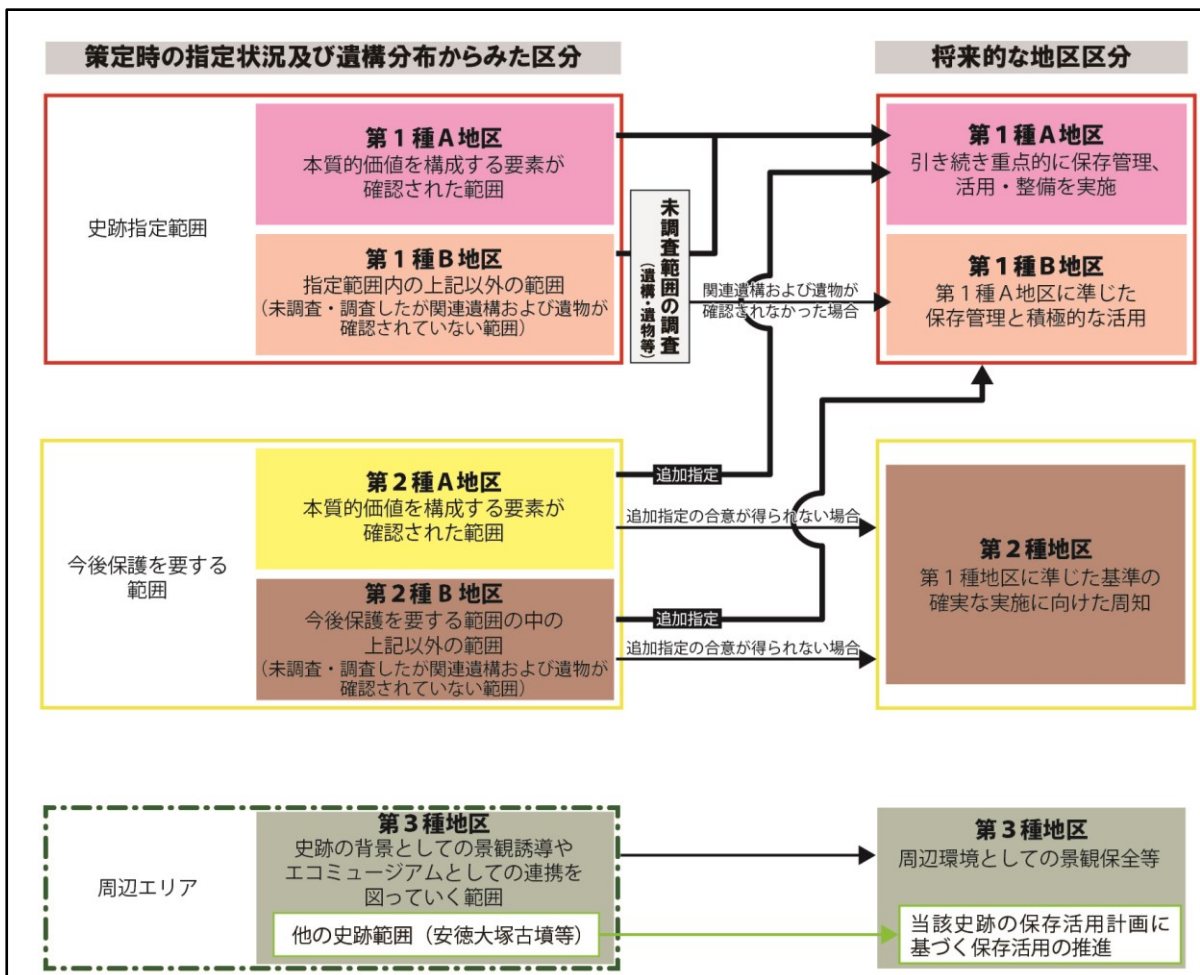 策定時の指定状況及び遺構分布からみた区分
将来的な地区区分
史跡指定範囲
第1種A地区
本質的価値を構成する要素が
確認された範囲
第1種B地区
指定範囲内の上記以外の範囲
(未調査・調査したが関連遺構および遺物が
確認されていない範囲)
未調査範囲の調査
(遺構・遺物等)
関連遺構および遺物が
確認されなかった場合
第1種A地区
引き続き重点的に保存管理、
活用・整備を実施
第1種B地区
第1種A地区に準じた
保存管理と積極的な活用
今後保護を要する
範囲
第2種A地区
本質的価値を構成する要素が
確認された範囲
第2種B地区
今後保護を要する範囲の中の
上記以外の範囲
(未調査・調査したが関連遺構および遺物が
確認されていない範囲)
追加指定
追加指定の合意が得られない場合
追加指定
追加指定の合意が得られない場合
第2種地区
第1種地区に準じた基準の
確実な実施に向けた周知
周辺エリア
第3種地区
史跡の背景としての景観誘導や
エコミュージアムとしての連携を
図っていく範囲
他の史跡範囲(安徳大塚古墳等)
第3種地区
周辺環境としての景観保全等
当該史跡の保存活用計画に
基づく保存活用の推進